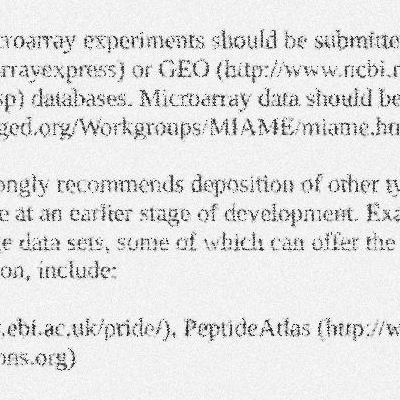 croarray experiments should be submitte
rrayexpress) or GEO (http://www.ncbi.n
sp) databases. Microarray data should be
ged.org/Workgroups/MIAME/miame.ht
ongly recommends deposition of other ty
e at an earlier stage of development. Exa
e data sets, some of which can offer the
on, include:
.ebi.ac.uk/pride/), PeptideAtlas (http://w
ons.org)